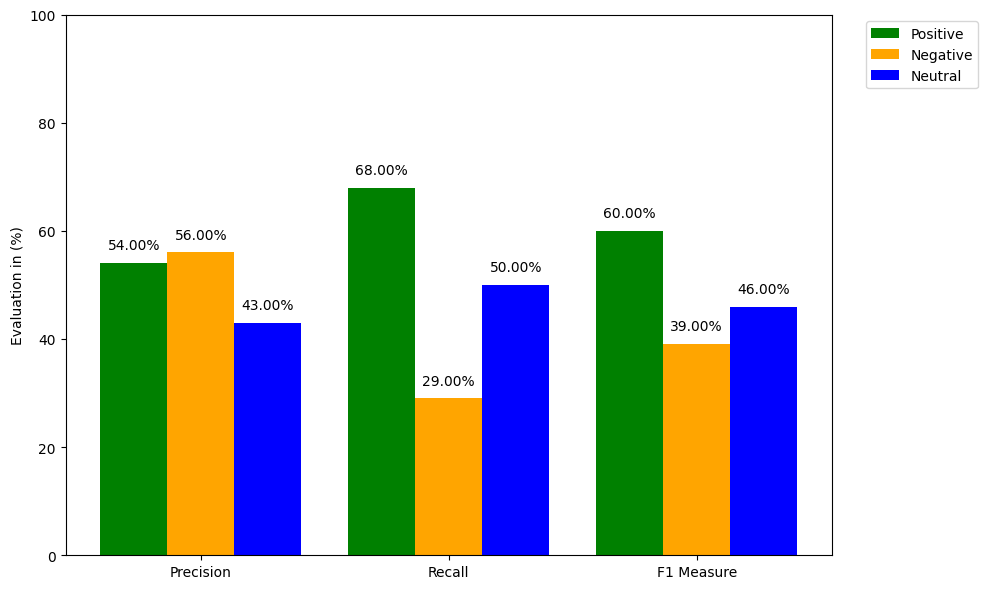 Positive
Negative
Neutral
Evaluation in (%)
100
80
60
40
20
0
54.00%
56.00%
43.00%
68.00%
29.00%
50.00%
60.00%
39.00%
46.00%
Precision
Recall
F1 Measure